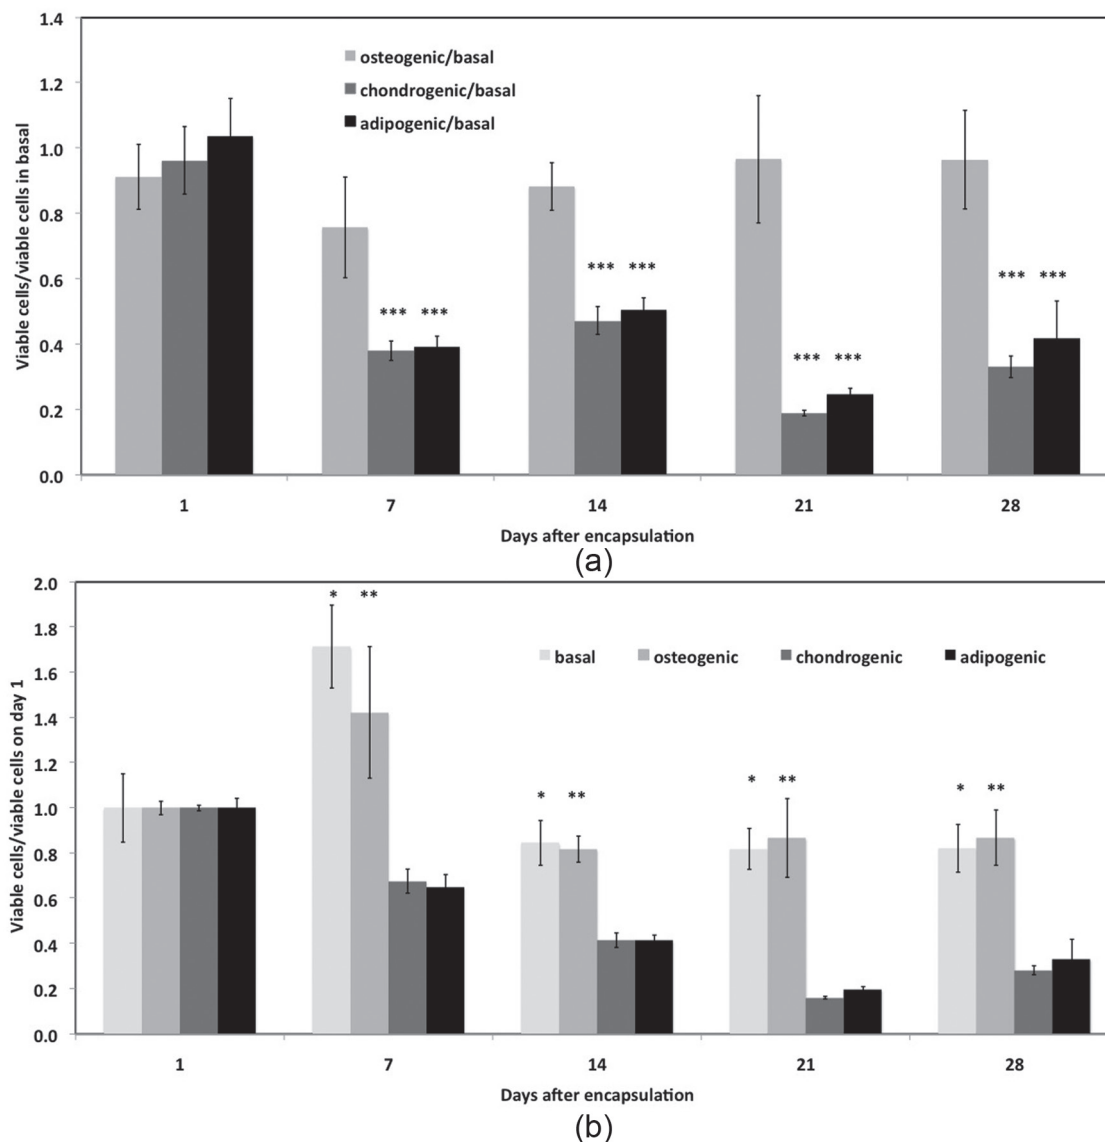 1.4
1.2
1.0
0.8
0.6
0.4
0.2
0.0
Viable cells/viable cells in basal
osteogenic/basal
chondrogenic/basal
adipogenic/basal
*** ***
*** ***
*** ***
*** ***
1 7 14 21 28
Days after encapsulation
(a)
2.0
1.8
1.6
1.4
1.2
1.0
0.8
0.6
0.4
0.2
0.0
Viable cells/viable cells on day 1
basal osteogenic chondrogenic adipogenic
* **
* **
* **
* **
1 7 14 21 28
Days after encapsulation
(b)